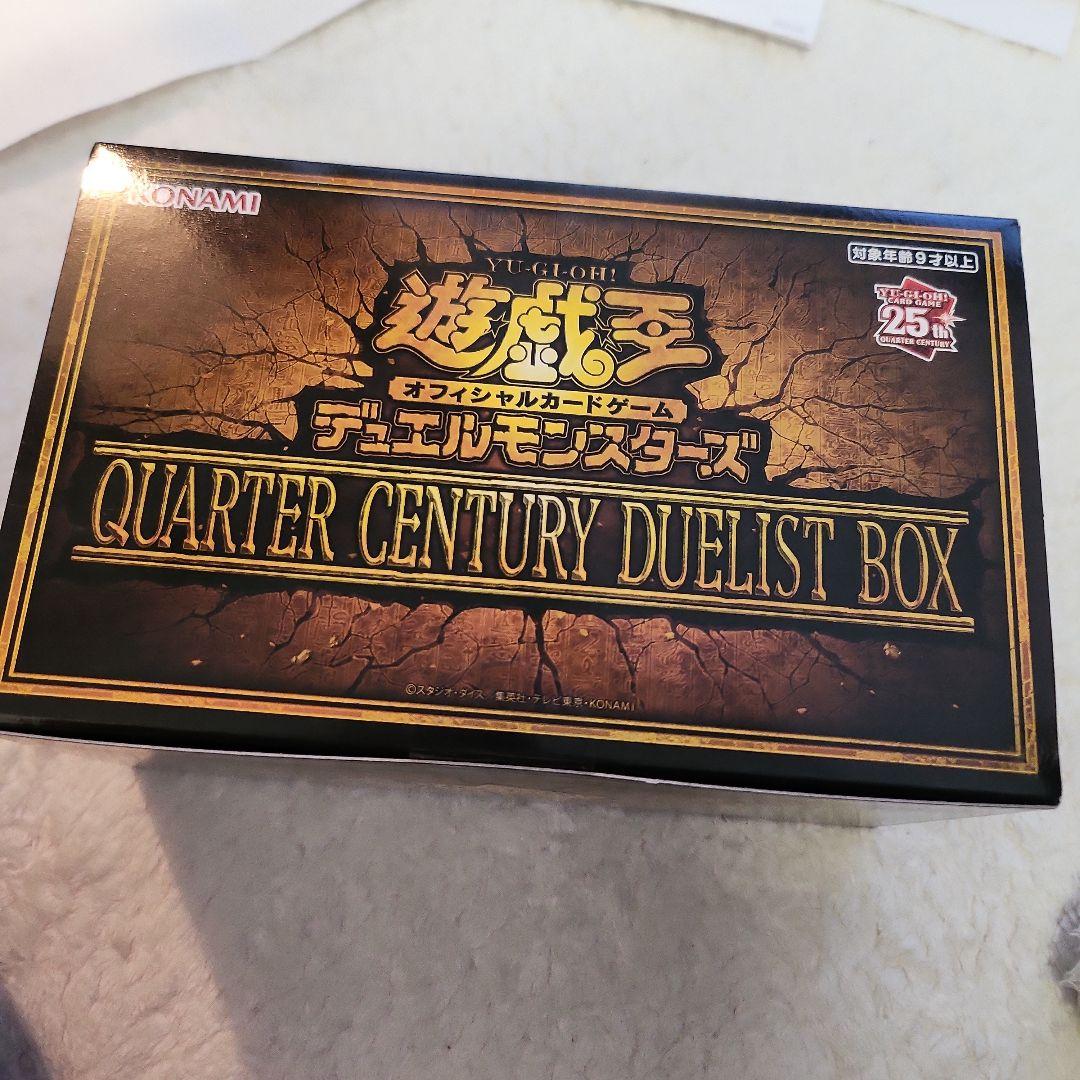 KONAMI
対象年齢9才以上
YU-GI-OH!
遊☆戯☆王
オフィシャルカードゲーム
デュエルモンスターズ
YU-GI-OH!
CARD GAME
25th
QUARTER CENTURY
QUARTER CENTURY DUELIST BOX
©スタジオ・ダイス 集英社・テレビ東京・KONAMI